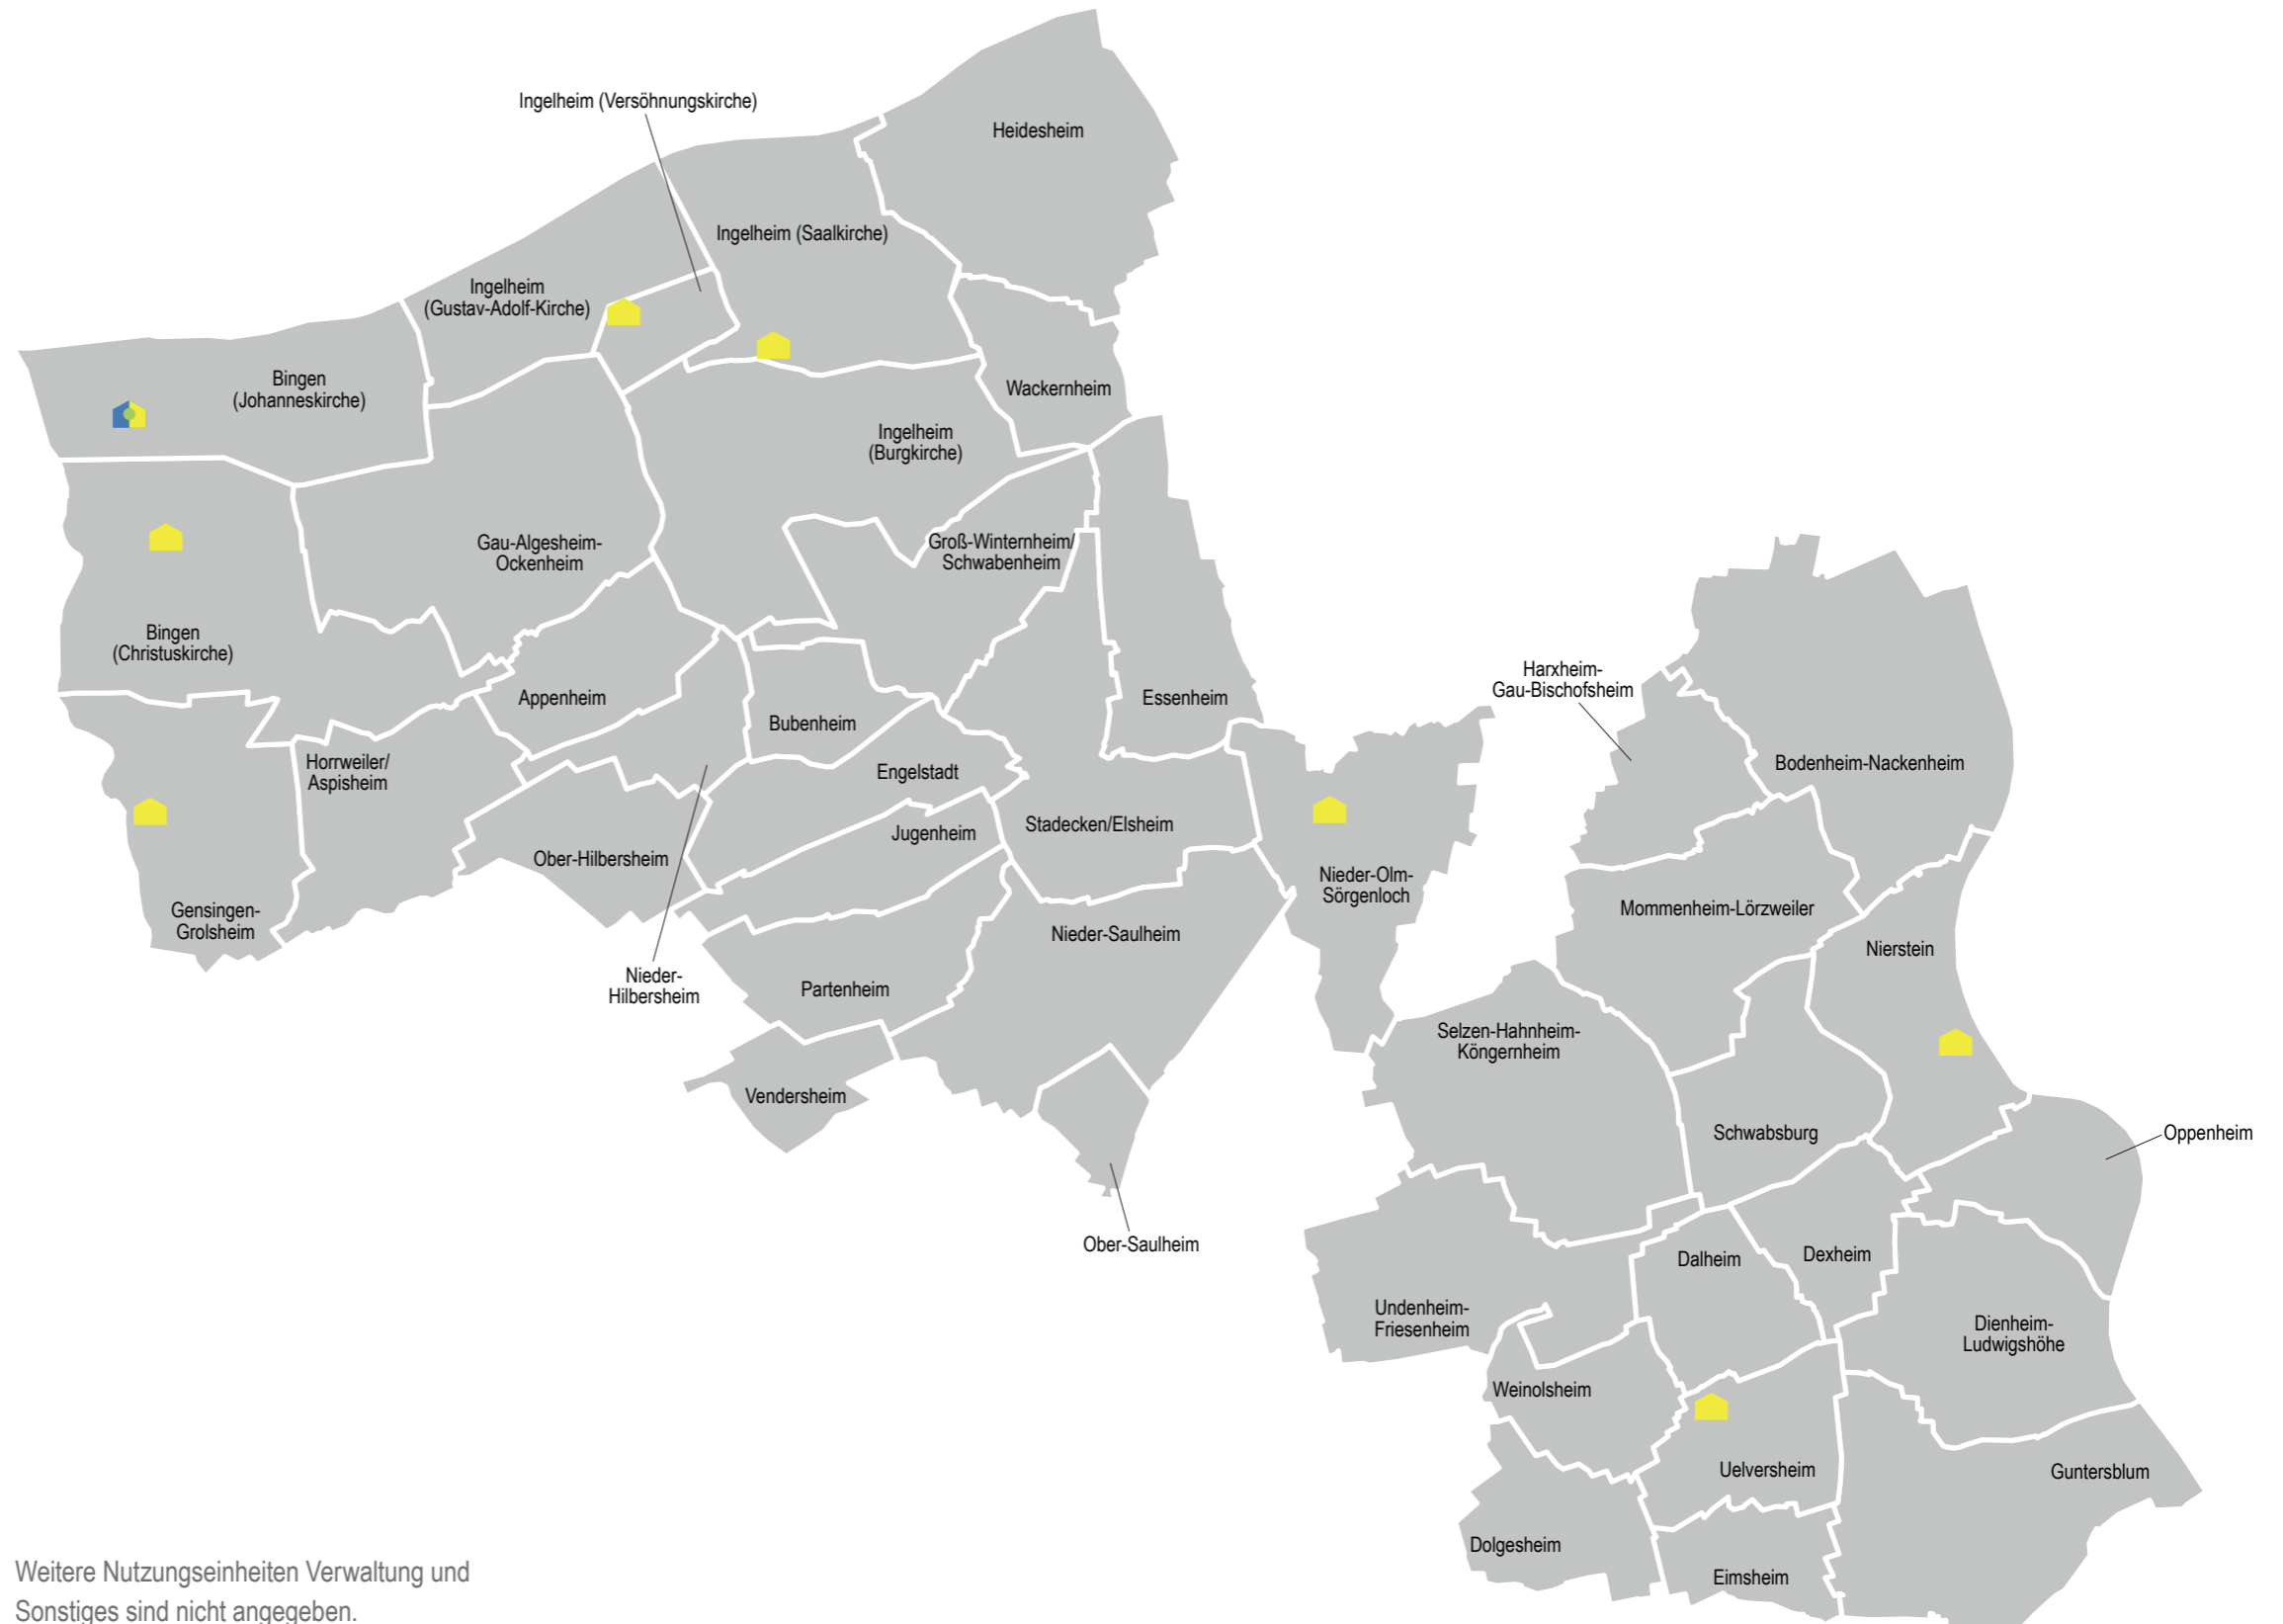 Ingelheim (Versöhnungskirche)
Heidesheim
Ingelheim (Saalkirche)
Ingelheim
(Gustav-Adolf-Kirche)
Bingen
(Johanneskirche)
Wackernheim
Ingelheim
(Burgkirche)
Gau-Algesheim-
Ockenheim
Groß-Winternheim/
Schwabenheim
Bingen
(Christuskirche)
Appenheim
Bubenheim
Essenheim
Harxheim-
Gau-Bischofsheim
Bodenheim-Nackenheim
Horrweiler/
Aspisheim
Engelstadt
Jugenheim
Stadecken/Elsheim
Ober-Hilbersheim
Nieder-Olm-
Sörgenloch
Mommenheim-Lörzweiler
Gensingen-
Grolsheim
Nieder-Saulheim
Nierstein
Nieder-
Hilbersheim
Partenheim
Selzen-Hahnheim-
Köngernheim
Vendersheim
Schwabsburg
Oppenheim
Ober-Saulheim
Dalheim
Dexheim
Undenheim-
Friesenheim
Dienheim-
Ludwigshöhe
Weinolsheim
Uelversheim
Guntersblum
Dolgesheim
Eimsheim
Weitere Nutzungseinheiten Verwaltung und
Sonstiges sind nicht angegeben.